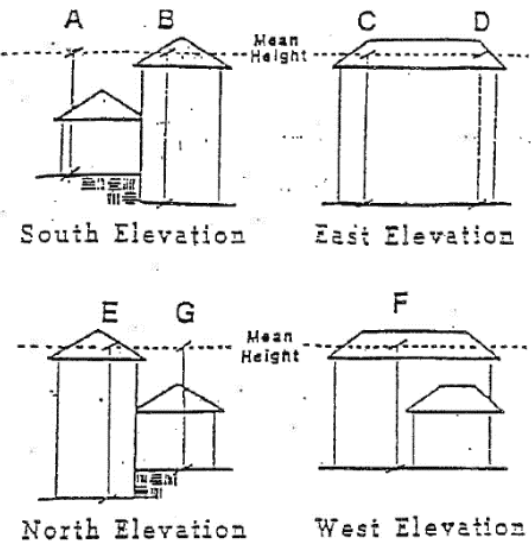 A B C D
Mean
Height
South Elevation East Elevation
E G F
Mean
Height
North Elevation West Elevation